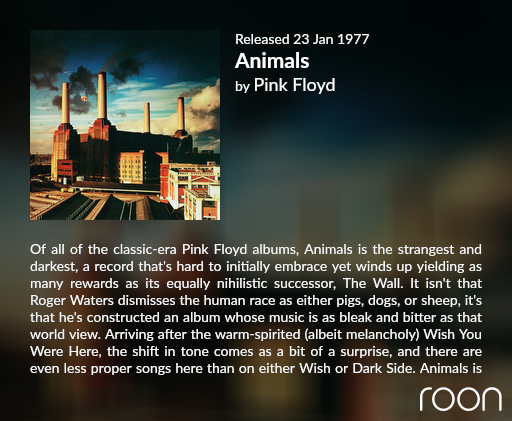 Released 23 Jan 1977
Animals
by Pink Floyd
Of all of the classic-era Pink Floyd albums, Animals is the strangest and
darkest, a record that's hard to initially embrace yet winds up yielding as
many rewards as its equally nihilistic successor, The Wall. It isn't that
Roger Waters dismisses the human race as either pigs, dogs, or sheep, it's
that he's constructed an album whose music is as bleak and bitter as that
world view. Arriving after the warm-spirited (albeit melancholy) Wish You
Were Here, the shift in tone comes as a bit of a surprise, and there are
even less proper songs here than on either Wish or Dark Side. Animals is
roon